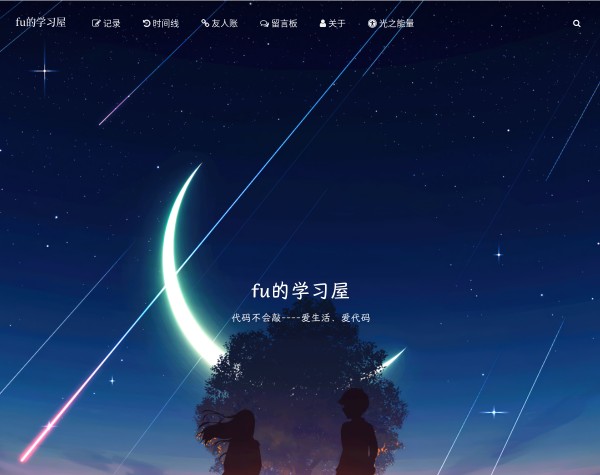 fu的学习屋 记录 时间线 友人账 留言板 关于 光之能量
fu的学习屋
代码不会敲----爱生活、爱代码